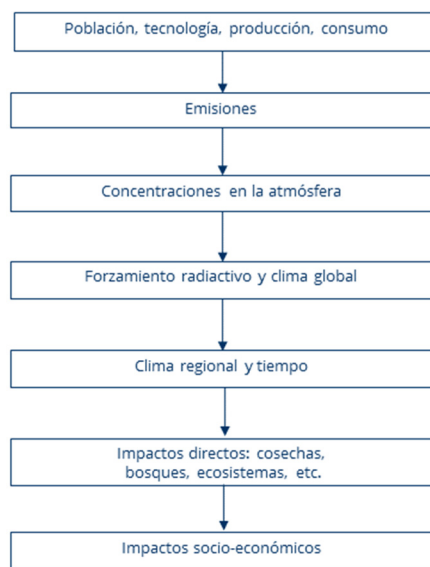 Población, tecnología, producción, consumo
Emisiones
Concentraciones en la atmósfera
Forzamiento radiactivo y clima global
Clima regional y tiempo
Impactos directos: cosechas,
bosques, ecosistemas, etc.
Impactos socio-económicos